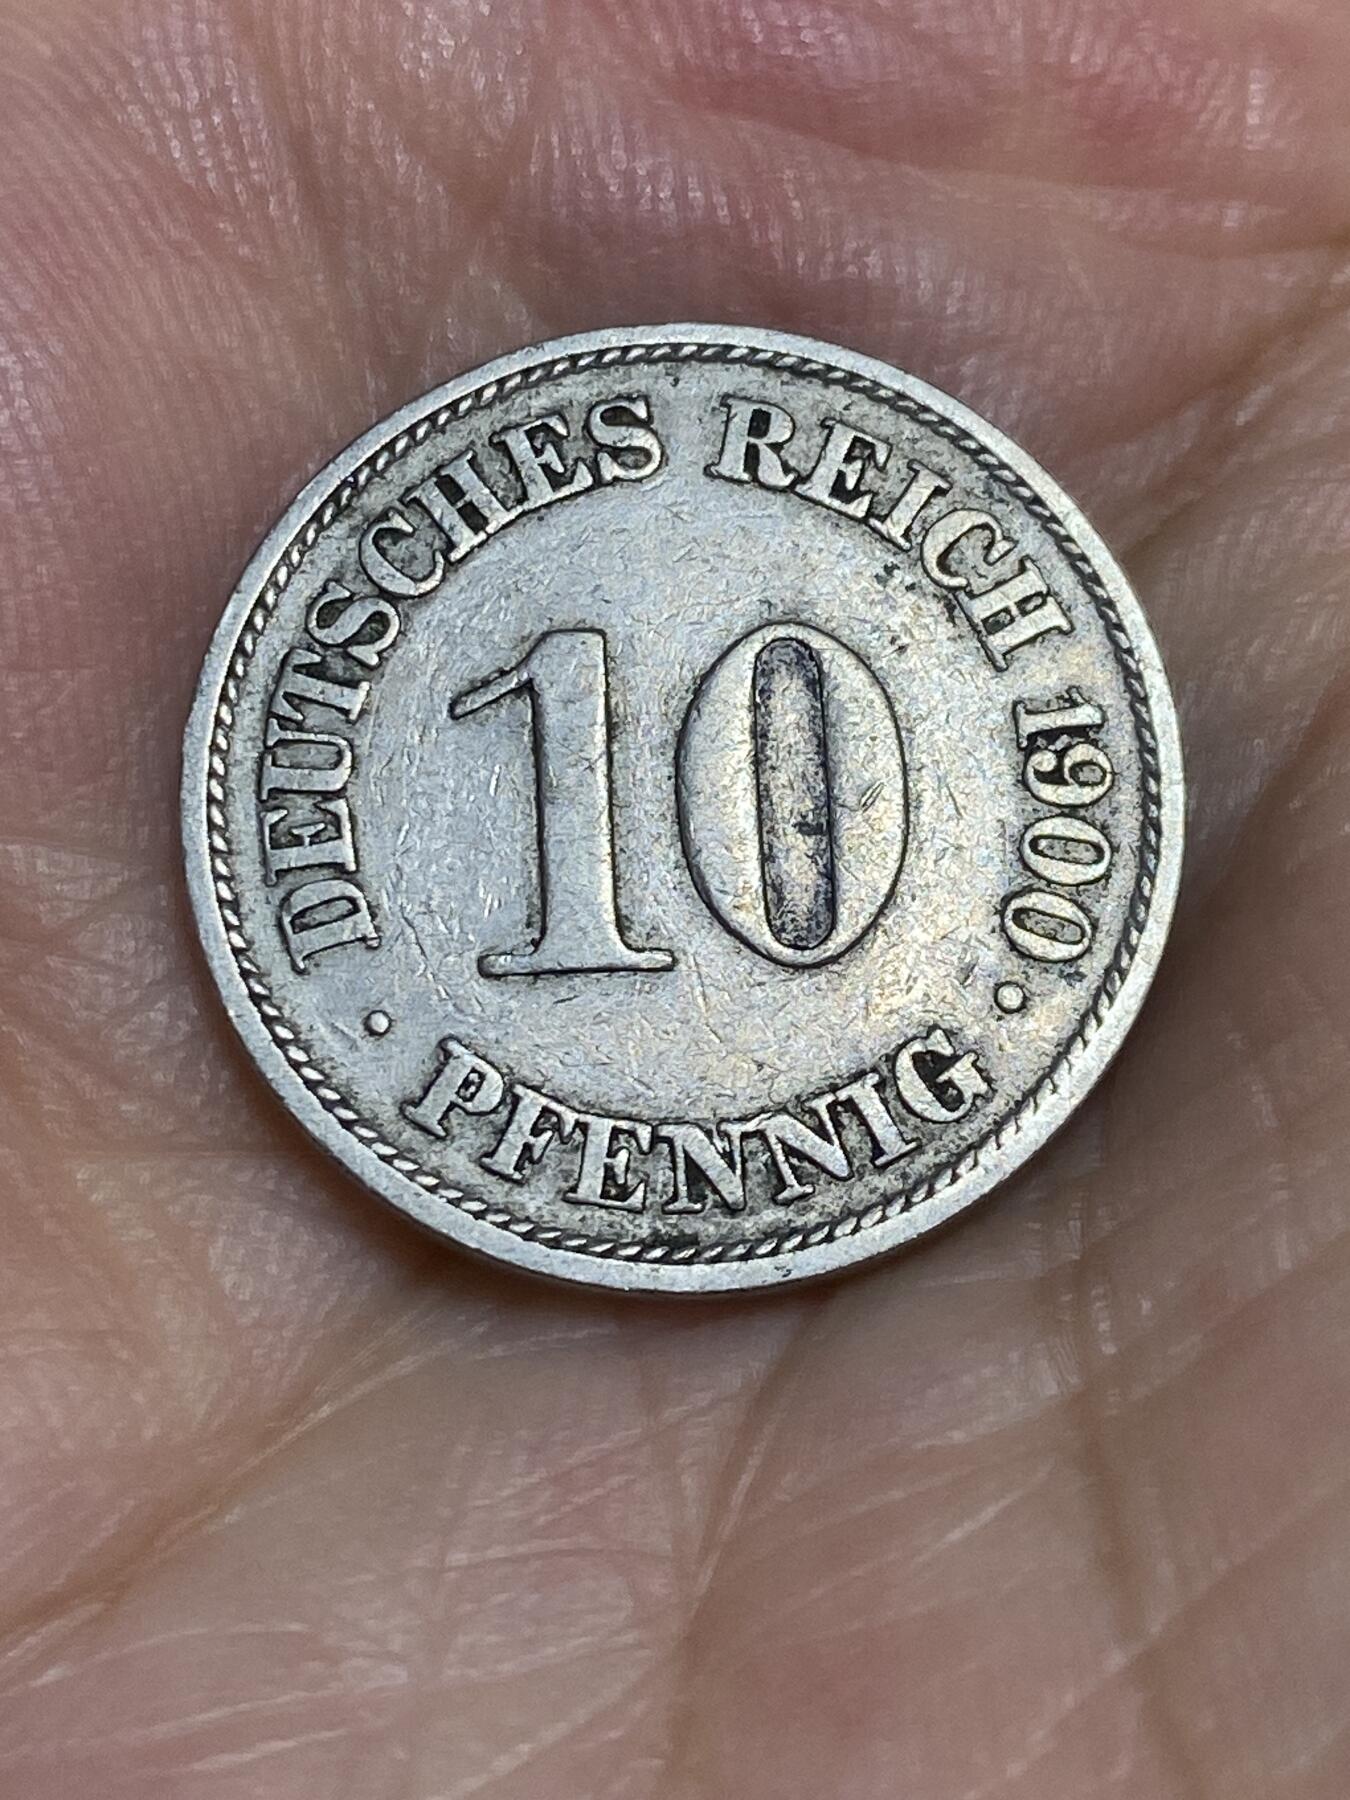 DEUTSCHES REICH 1900
10
PFENNIG